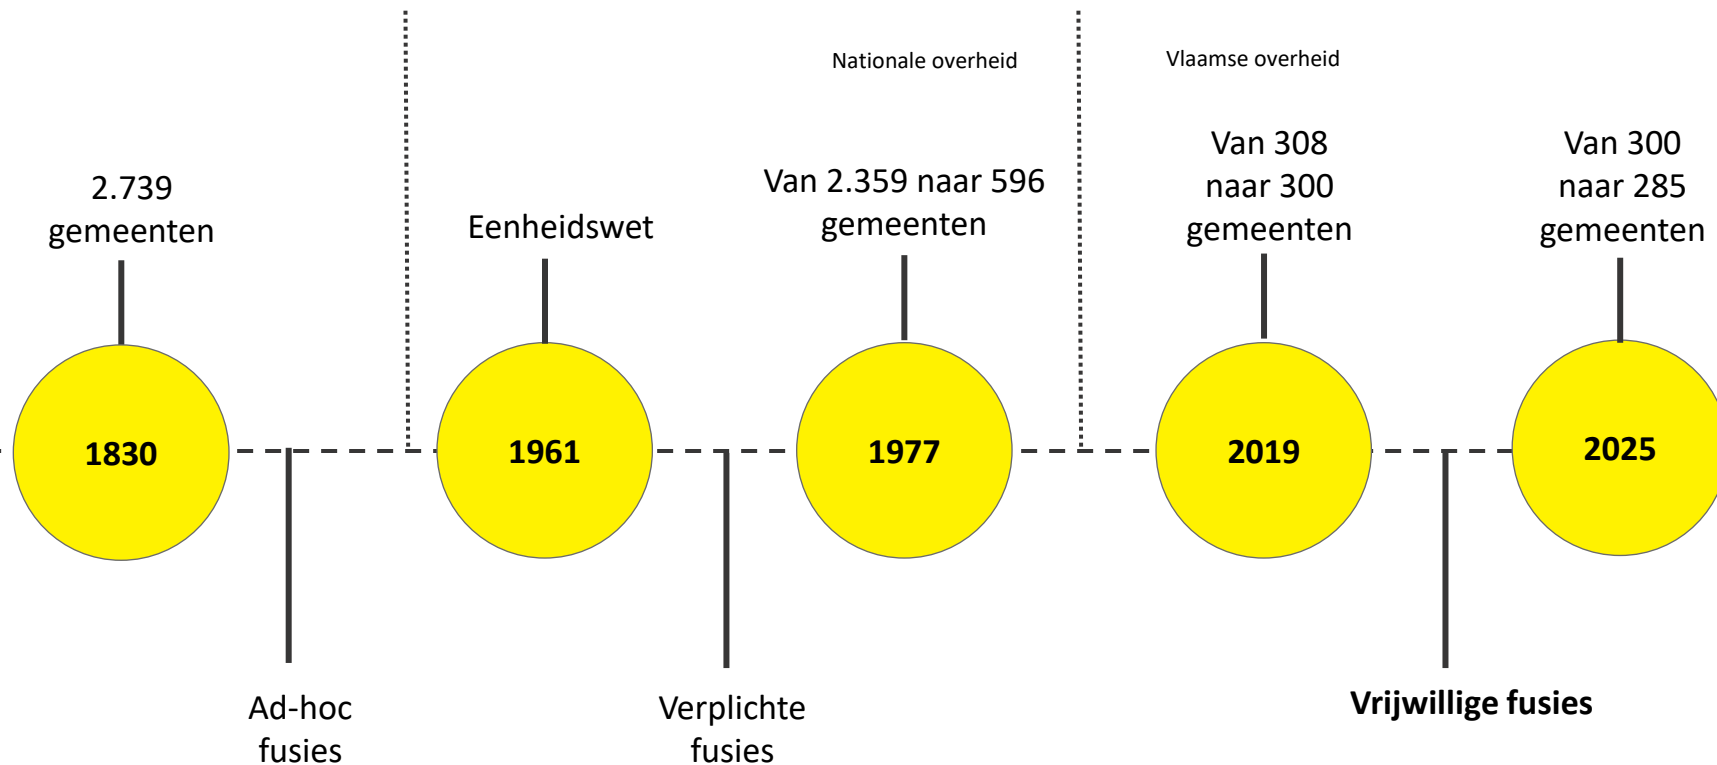 Nationale overheid
Vlaamse overheid
2.739
gemeenten
Eenheidswet
Van 2.359 naar 596
gemeenten
Van 308
naar 300
gemeenten
Van 300
naar 285
gemeenten
1830
1961
1977
2019
2025
Ad-hoc
fusies
Verplichte
fusies
Vrijwillige fusies